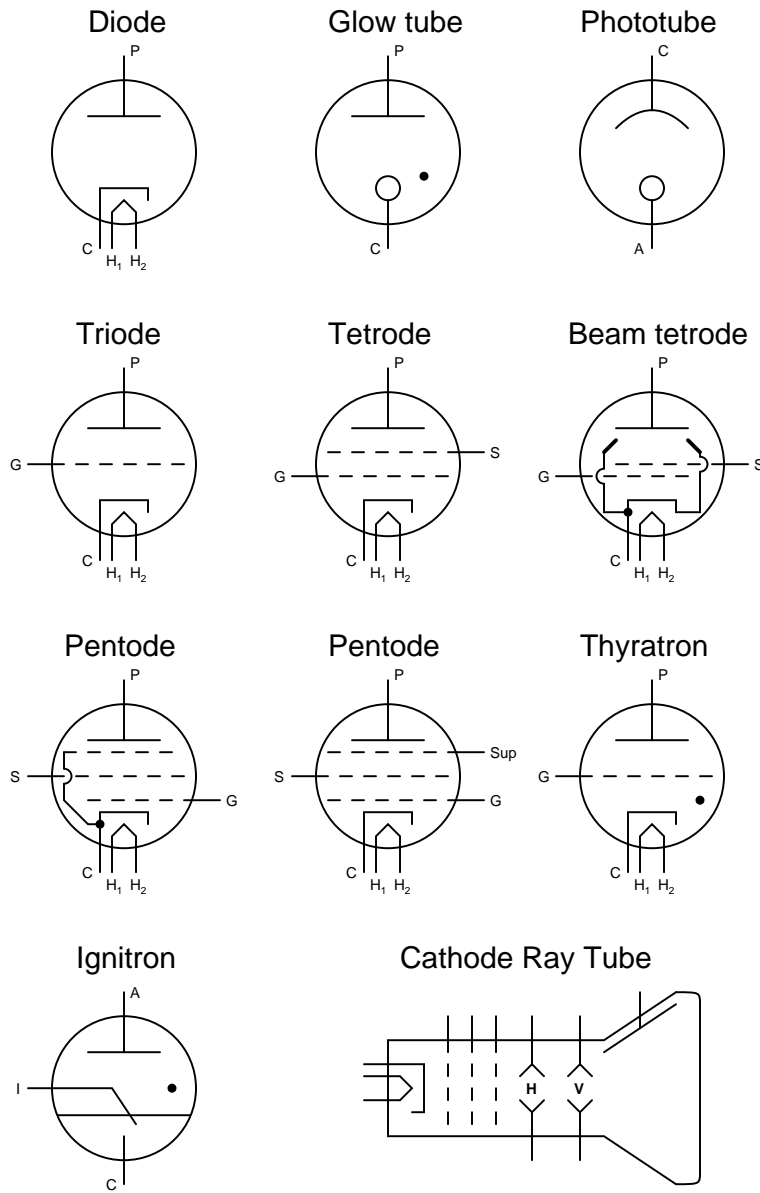 Diode
P
C
H₁ H₂
Glow tube
P
C
Phototube
C
A
Triode
P
G
C
H₁ H₂
Tetrode
P
S
G
C
H₁ H₂
Beam tetrode
P
G
S
C
H₁ H₂
Pentode
P
S
G
C
H₁ H₂
Pentode
P
Sup
S
G
C
H₁ H₂
Thyratron
P
G
C
H₁ H₂
Ignitron
A
I
C
Cathode Ray Tube
H V